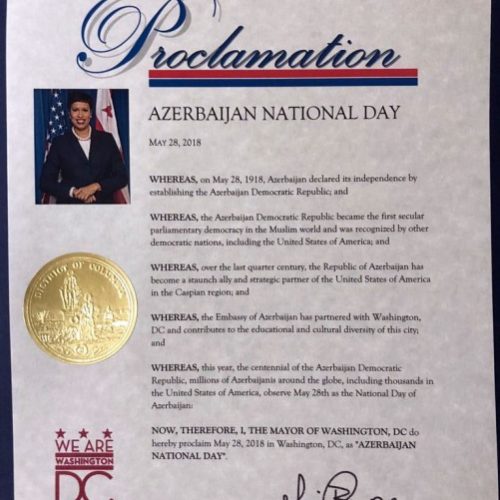 Proclamation
AZERBAIJAN NATIONAL DAY
MAY 28, 2018
WHEREAS, on May 28, 1918, Azerbaijan declared its independence by
establishing the Azerbaijan Democratic Republic; and
WHEREAS, the Azerbaijan Democratic Republic became the first secular
parliamentary democracy in the Muslim world and was recognized by other
democratic nations, including the United States of America; and
WHEREAS, over the last quarter century, the Republic of Azerbaijan has
become a staunch ally and strategic partner of the United States of America
in the Caspian region; and
WHEREAS, the Embassy of Azerbaijan has partnered with Washington,
DC and contributes to the educational and cultural diversity of this city;
and
WHEREAS, this year, the centennial of the Azerbaijan Democratic
Republic, millions of Azerbaijanis around the globe, including thousands in
the United States of America, observe May 28th as the National Day of
Azerbaijan:
NOW, THEREFORE, I, THE MAYOR OF WASHINGTON, DC do
hereby proclaim May 28, 2018 in Washington, DC, as "AZERBAIJAN
NATIONAL DAY".
DISTRICT OF COLUMBIA
WE ARE
WASHINGTON
DC